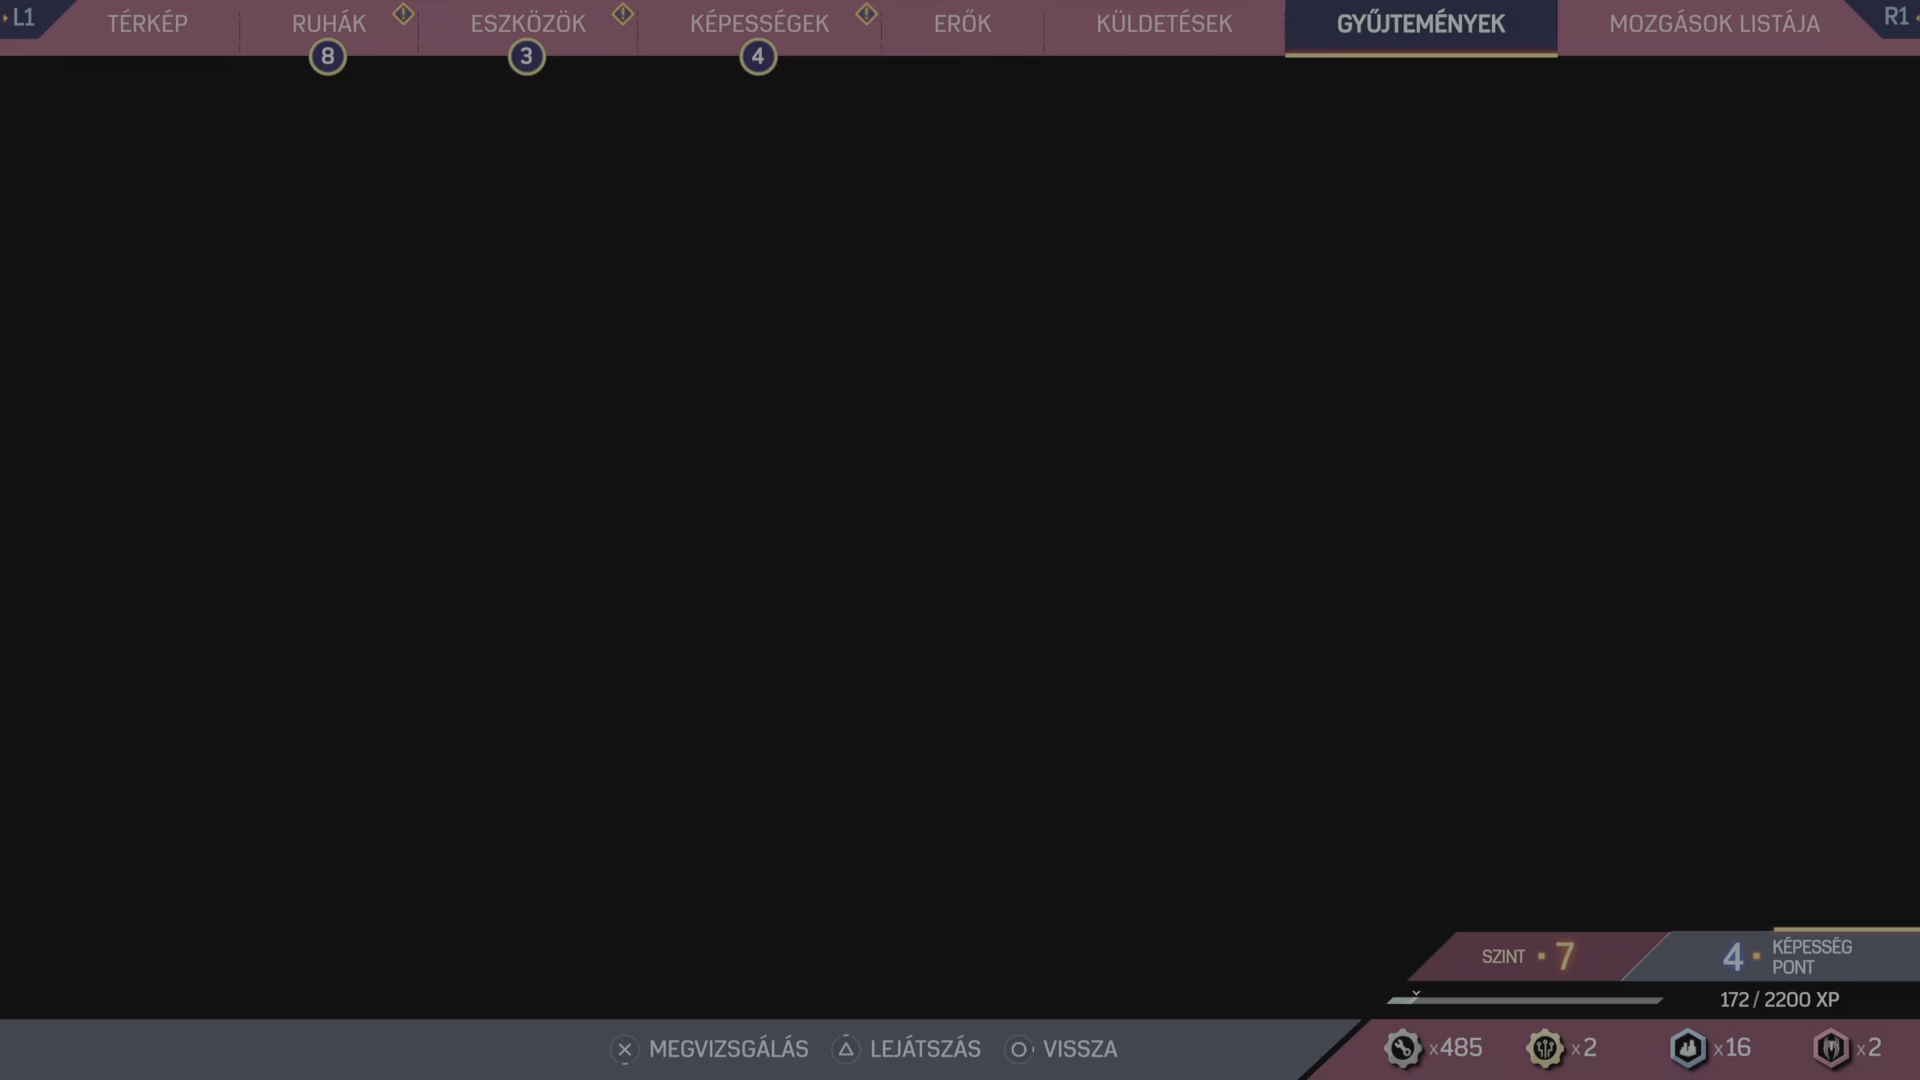 L1 TÉRKÉP RUHÁK ESZKÖZÖK KÉPESSÉGEK ERŐK KÜLDETÉSEK GYŰJTEMÉNYEK MOZGÁSOK LISTÁJA R1
8 3 4
SZINT 7 4 KÉPESSÉG
PONT
172 / 2200 XP
MEGVIZSGÁLÁS LEJÁTSZÁS VISSZA x485 x2 x16 x2